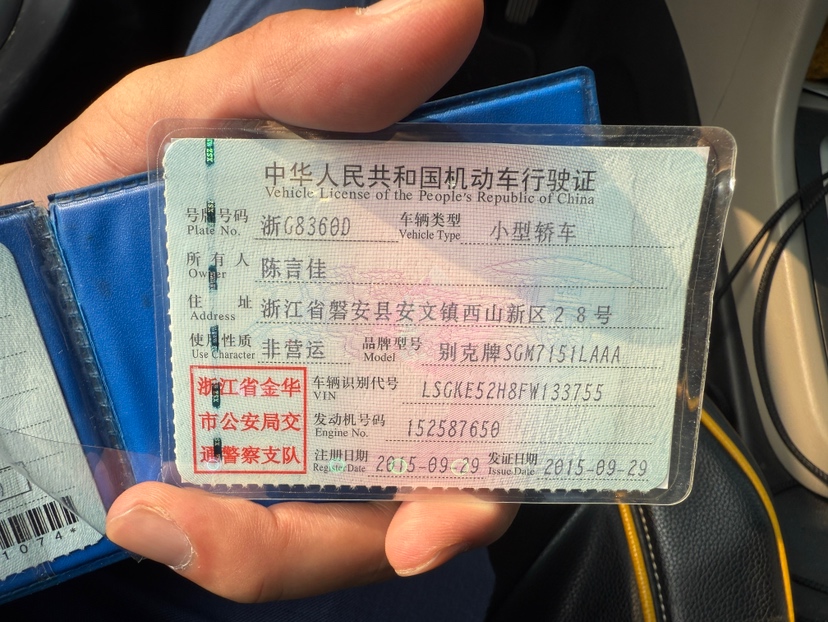 中华人民共和国机动车行驶证
Vehicle License of the People's Republic of China
号牌号码 浙G8360D 车辆类型 小型轿车
Plate No. Vehicle Type
所有人 陈言佳
Owner
住址 浙江省磐安县安文镇西山新区28号
Address
使用性质 非营运 品牌型号 别克牌SGM7151LAAA
Use Character Model
浙江省金华
市公安局交
通警察支队
车辆识别代号 LSGKE52H8FW133755
VIN
发动机号码 152587650
Engine No.
注册日期 2015-09-29 发证日期 2015-09-29
Register Date Issue Date
1074*